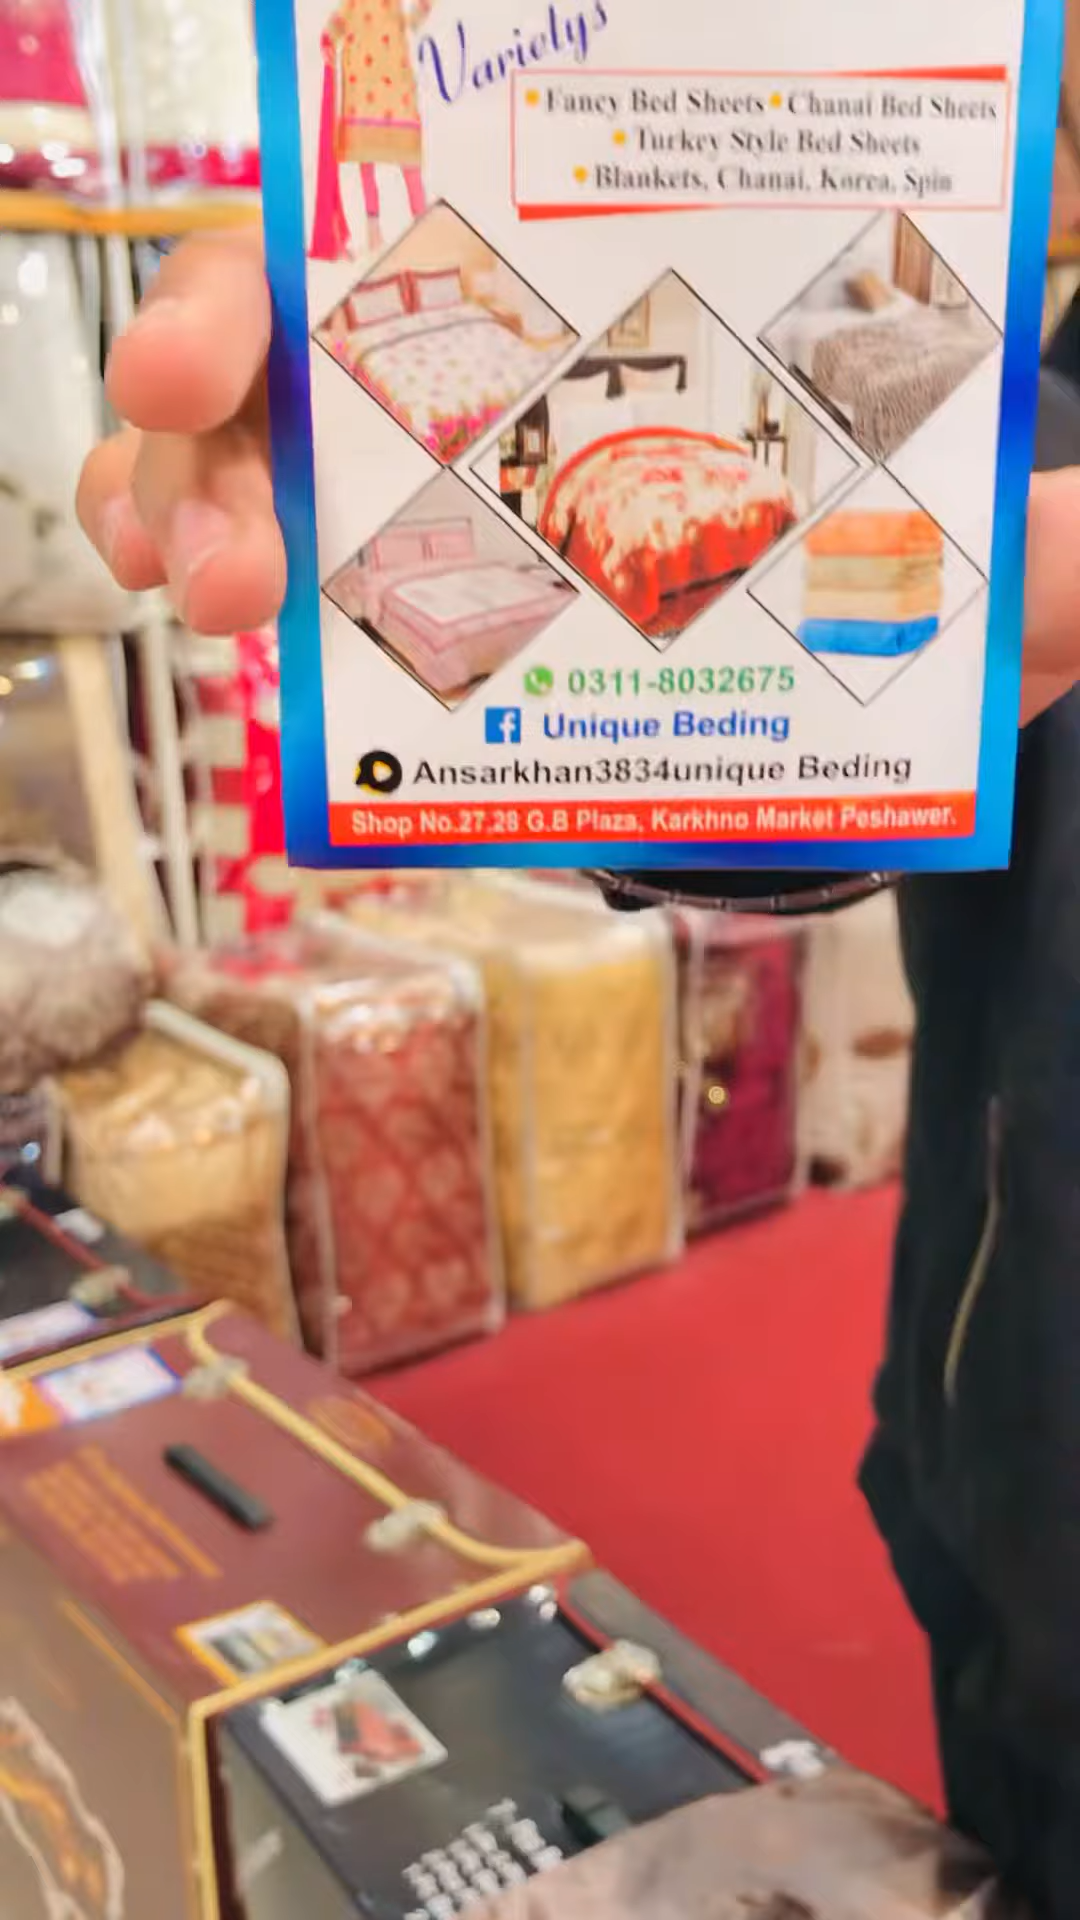 Varietys
Fancy Bed Sheets Chanai Bed Sheets
Turkey Style Bed Sheets
Blankets, Chanai, Korea, Spin
0311-8032675
Unique Beding
Ansarkhan3834unique Beding
Shop No.27,28 G.B Plaza, Karkhno Market Peshawer.